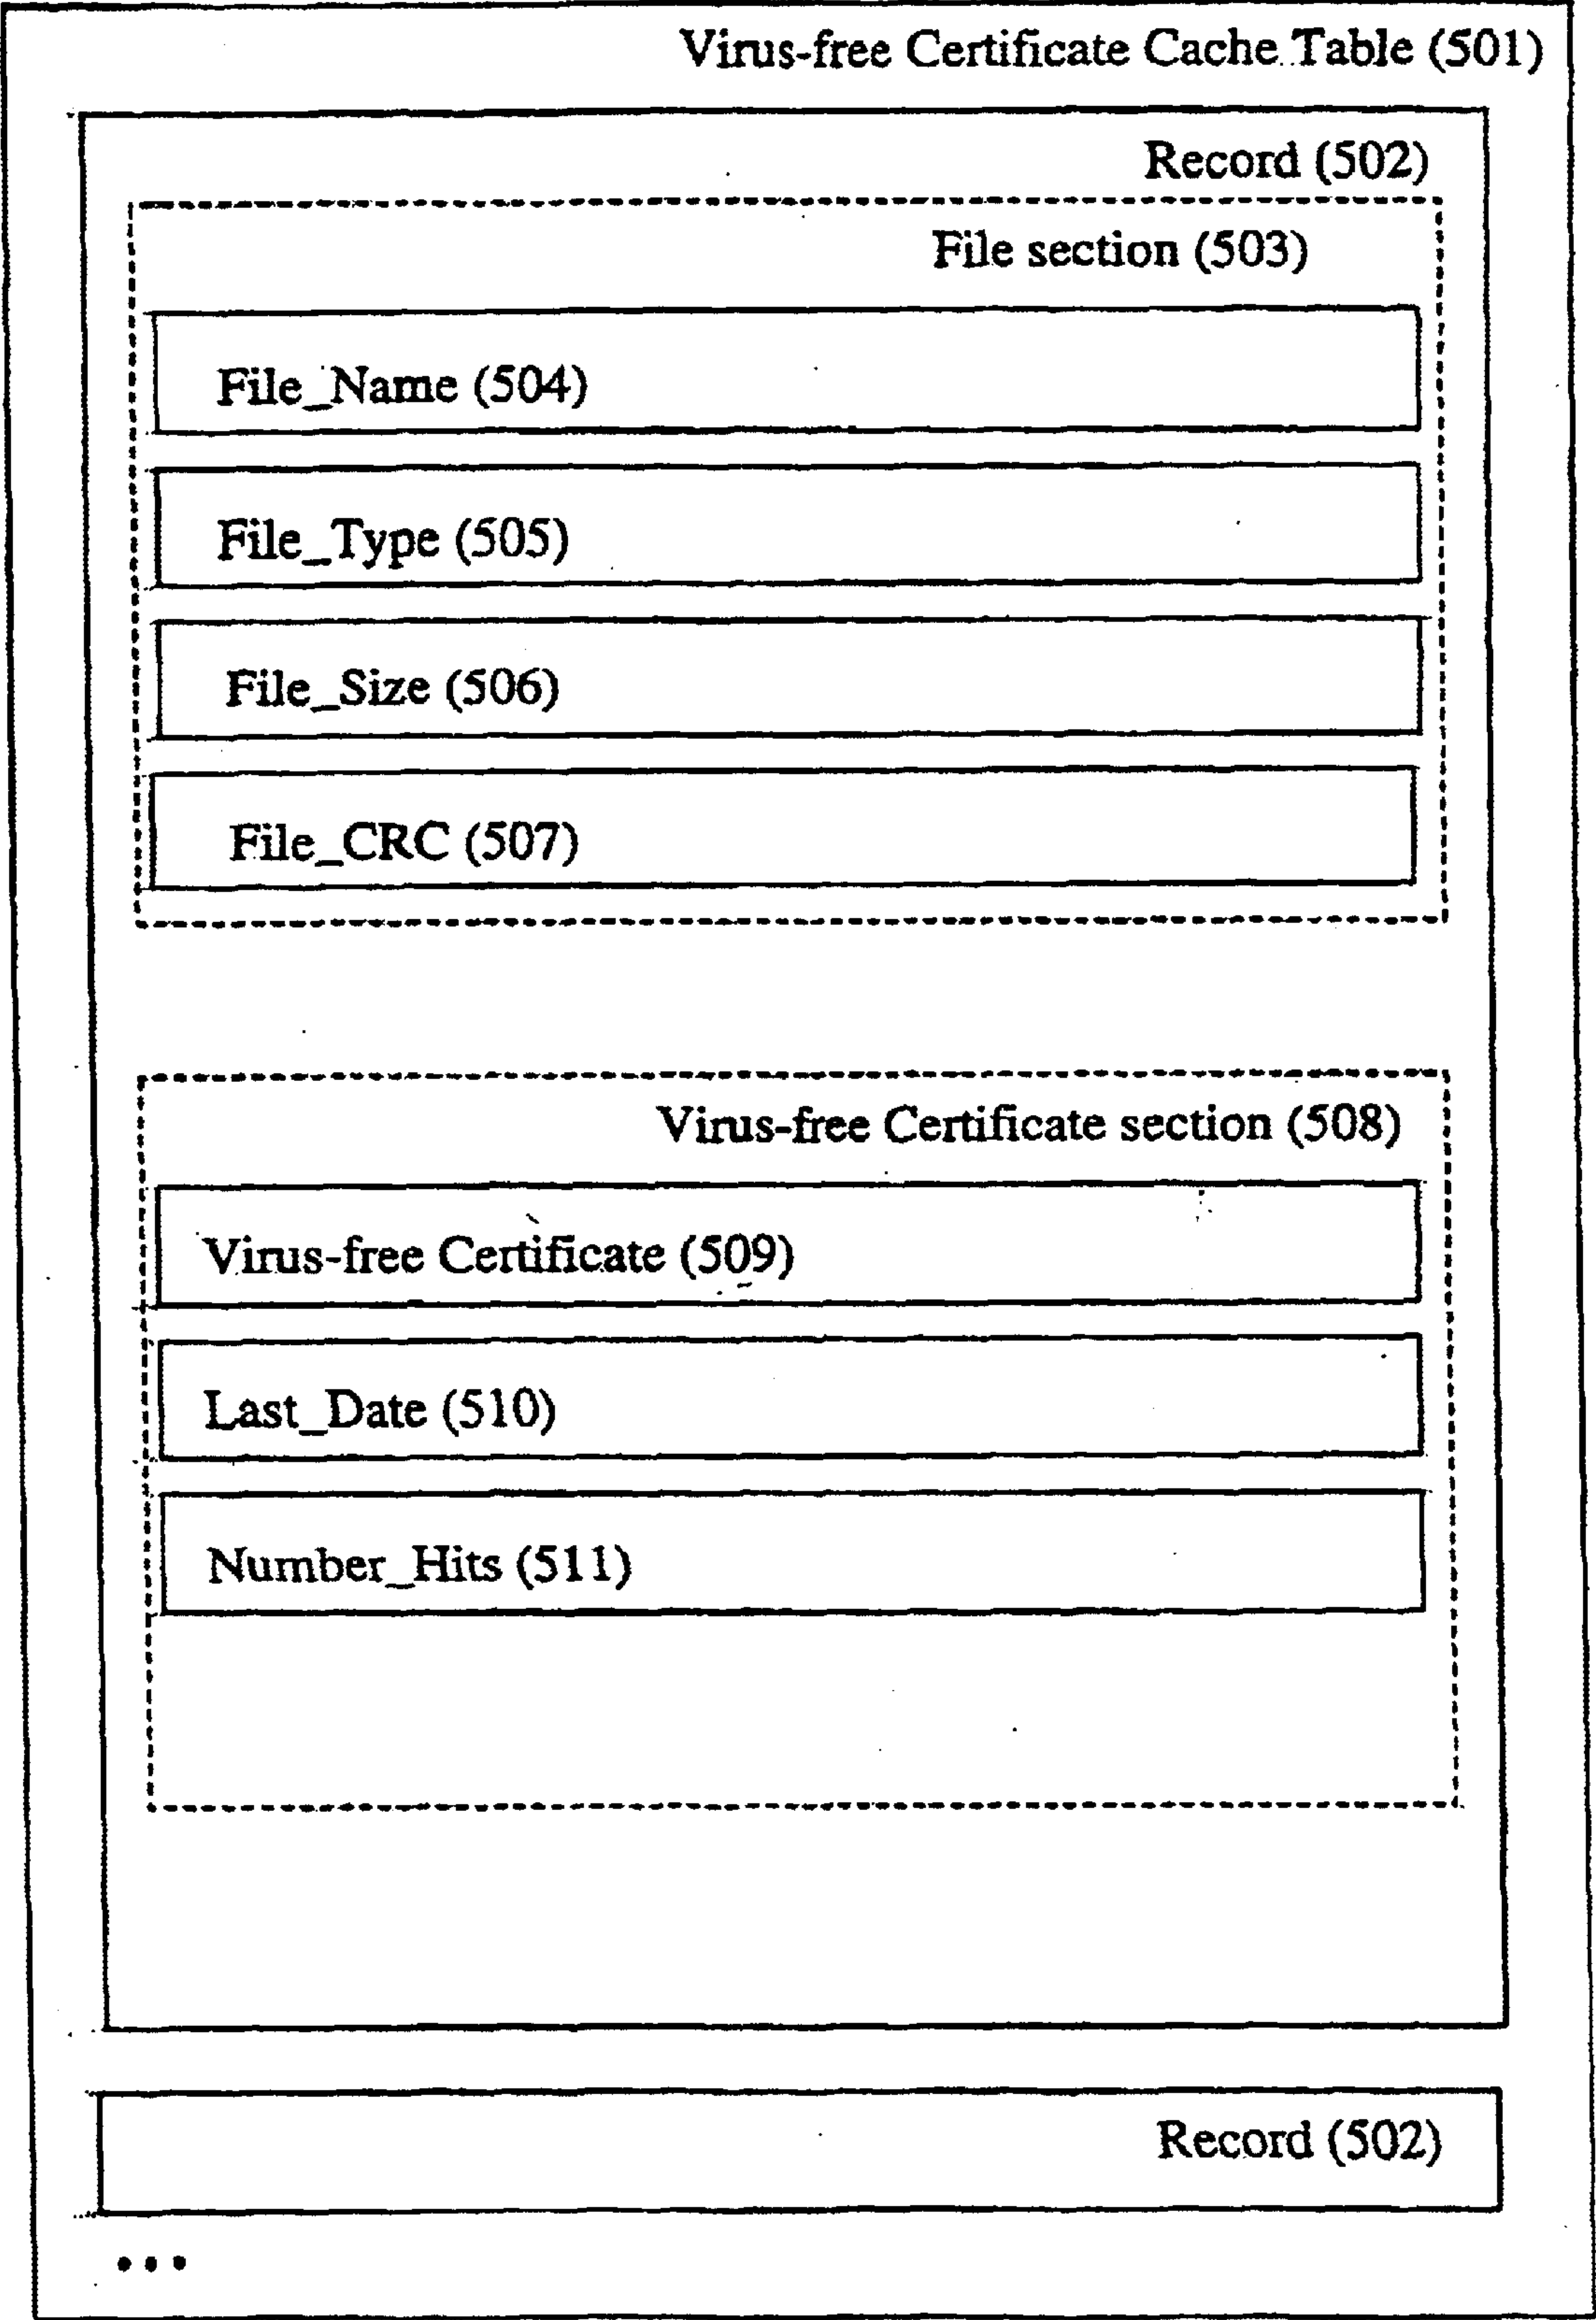 Virus-free Certificate Cache Table (501)
Record (502)
File section (503)
File_Name (504)
File_Type (505)
File_Size (506)
File_CRC (507)
Virus-free Certificate section (508)
Virus-free Certificate (509)
Last_Date (510)
Number_Hits (511)
Record (502)
...